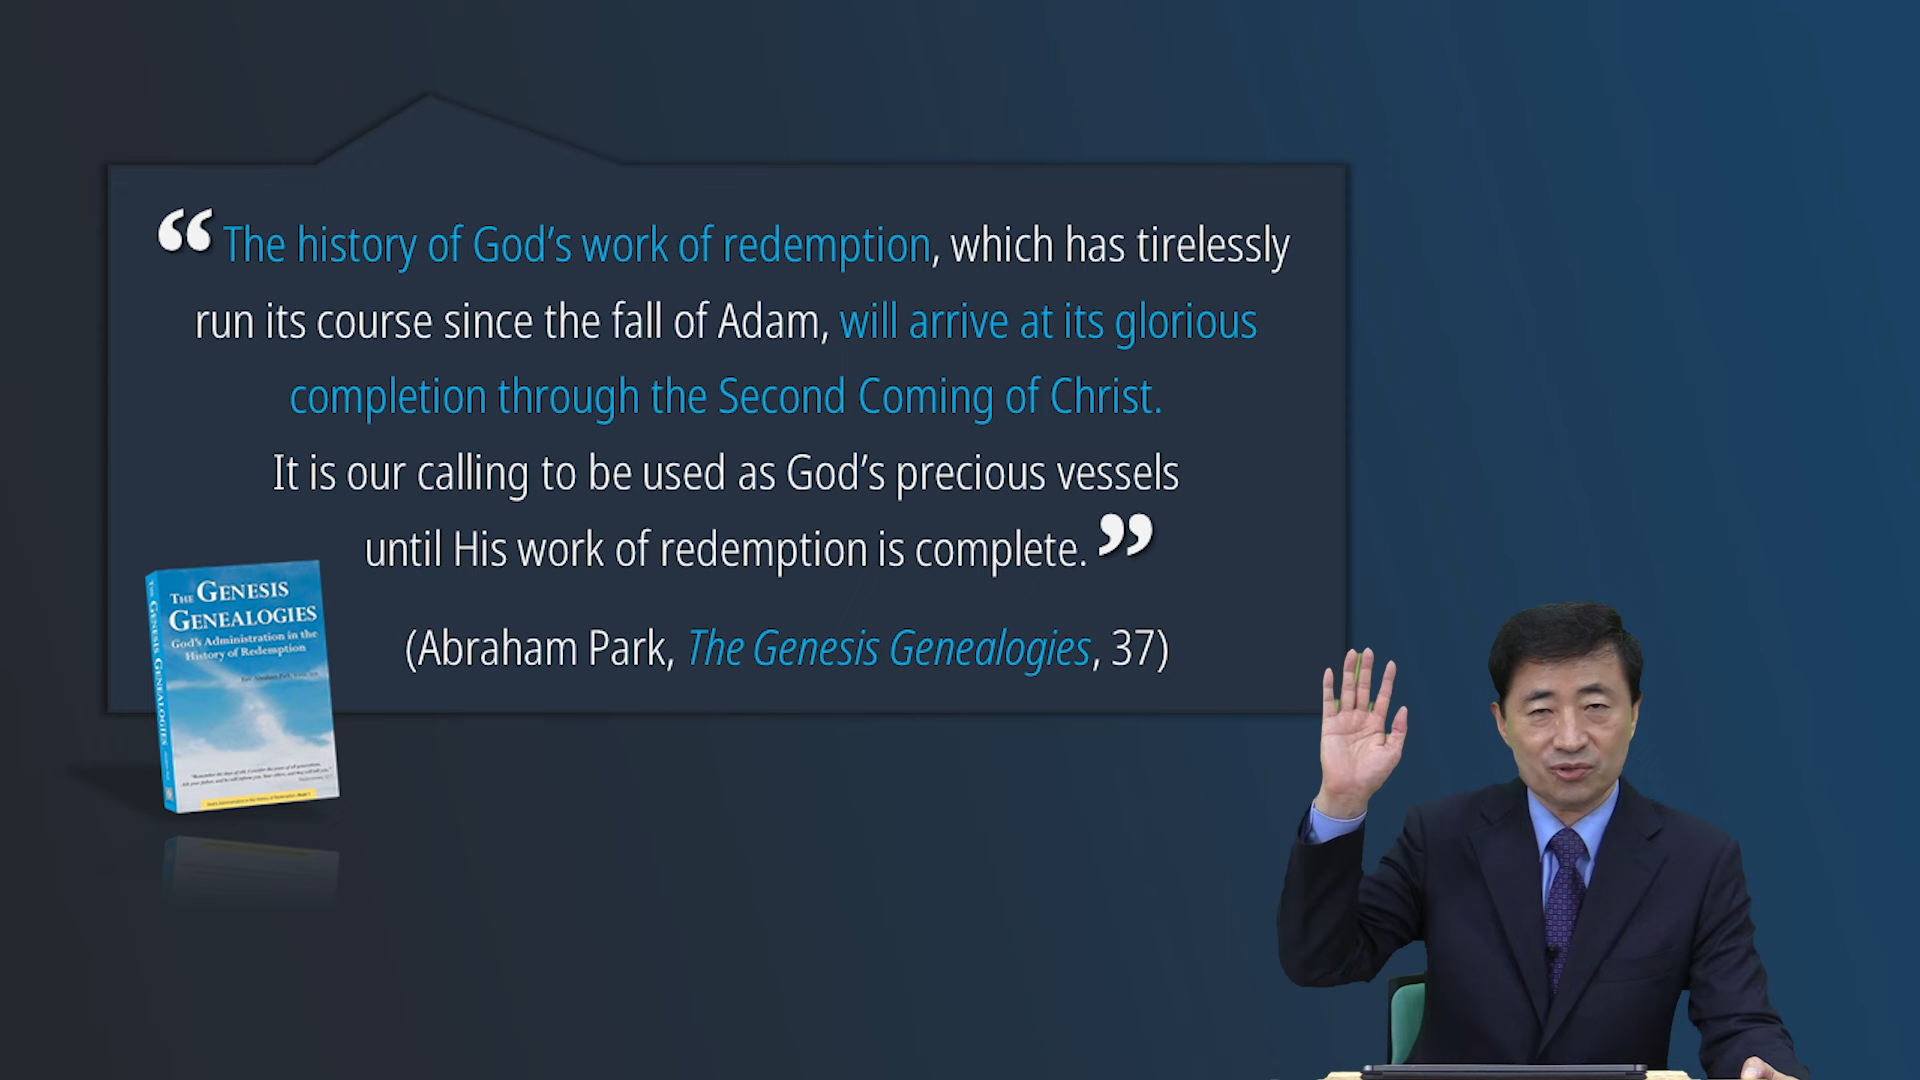 “The history of God’s work of redemption, which has tirelessly
run its course since the fall of Adam, will arrive at its glorious
completion through the Second Coming of Christ.
It is our calling to be used as God’s precious vessels
until His work of redemption is complete.”
(Abraham Park, The Genesis Genealogies, 37)
THE GENESIS
GENEALOGIES
God's Administration in the
History of Redemption
THE GENESIS GENEALOGIES